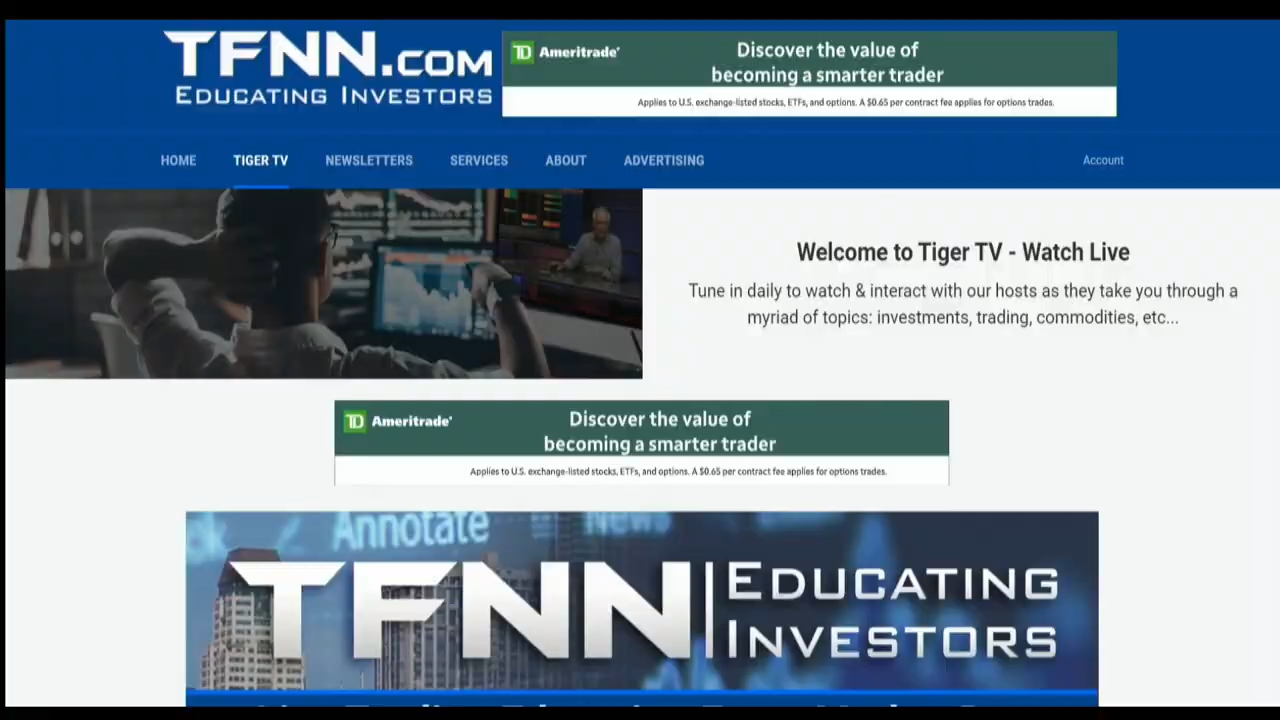 TFNN.COM
EDUCATING INVESTORS
TD Ameritrade
Discover the value of
becoming a smarter trader
Applies to U.S. exchange-listed stocks, ETFs, and options. A $0.65 per contract fee applies for options trades.
HOME TIGER TV NEWSLETTERS SERVICES ABOUT ADVERTISING Account
Welcome to Tiger TV - Watch Live
Tune in daily to watch & interact with our hosts as they take you through a
myriad of topics: investments, trading, commodities, etc...
TD Ameritrade
Discover the value of
becoming a smarter trader
Applies to U.S. exchange-listed stocks, ETFs, and options. A $0.65 per contract fee applies for options trades.
Annotate News
TFNN EDUCATING
INVESTORS